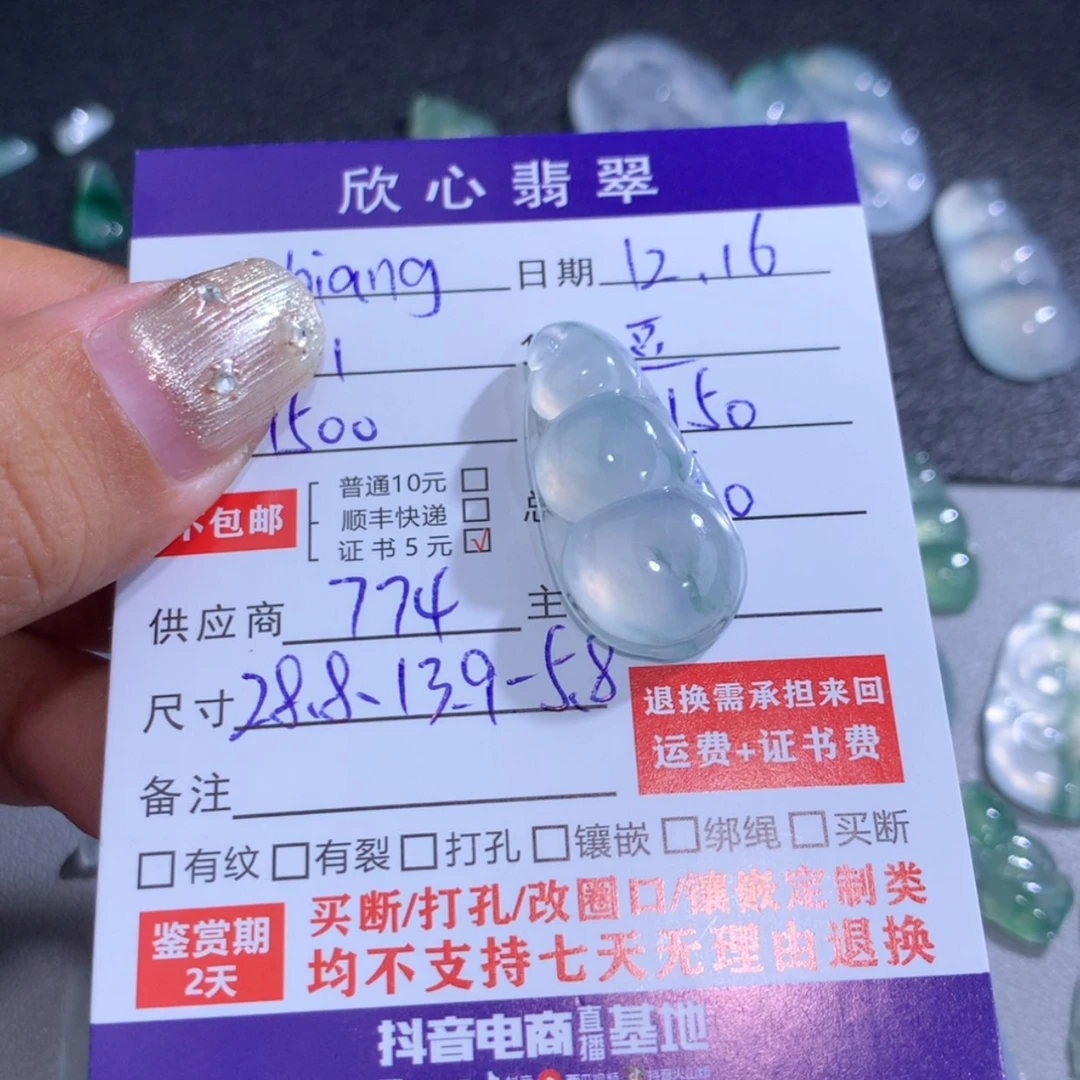 欣心翡翠
hiang 日期 12.16
1 豆
1500 150
不包邮 普通10元
顺丰快递
证书5元 √
总 0
供应商 774 主
尺寸 28.8-13.9-5.8
退换需承担来回
运费+证书费
备注
有纹 有裂 打孔 镶嵌 绑绳 买断
鉴赏期
2天
买断/打孔/改圈口/镶嵌定制类
均不支持七天无理由退换
抖音电商直播基地